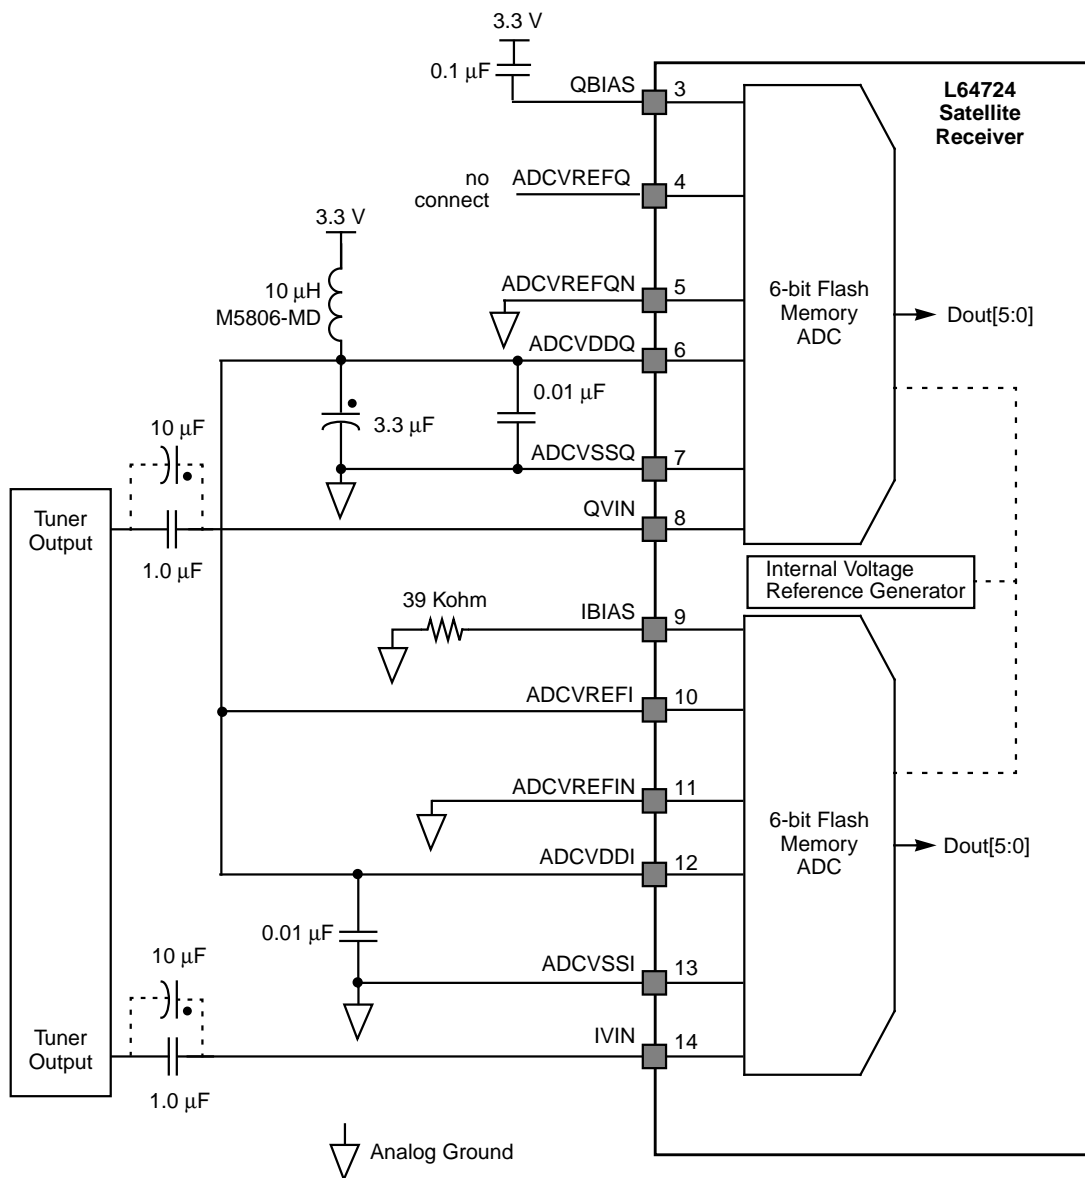 3.3 V
0.1 μF
QBIAS
3
L64724
Satellite
Receiver
no
connect
ADCVREFQ
4
3.3 V
10 μH
M5806-MD
ADCVREFQN
5
6-bit Flash
Memory
ADC
Dout[5:0]
ADCVDDQ
6
0.01 μF
3.3 μF
10 μF
ADCVSSQ
7
Tuner
Output
QVIN
8
1.0 μF
Internal Voltage
Reference Generator
39 Kohm
IBIAS
9
ADCVREFI
10
ADCVREFIN
11
6-bit Flash
Memory
ADC
Dout[5:0]
ADCVDDI
12
0.01 μF
10 μF
ADCVSSI
13
Tuner
Output
IVIN
14
1.0 μF
Analog Ground